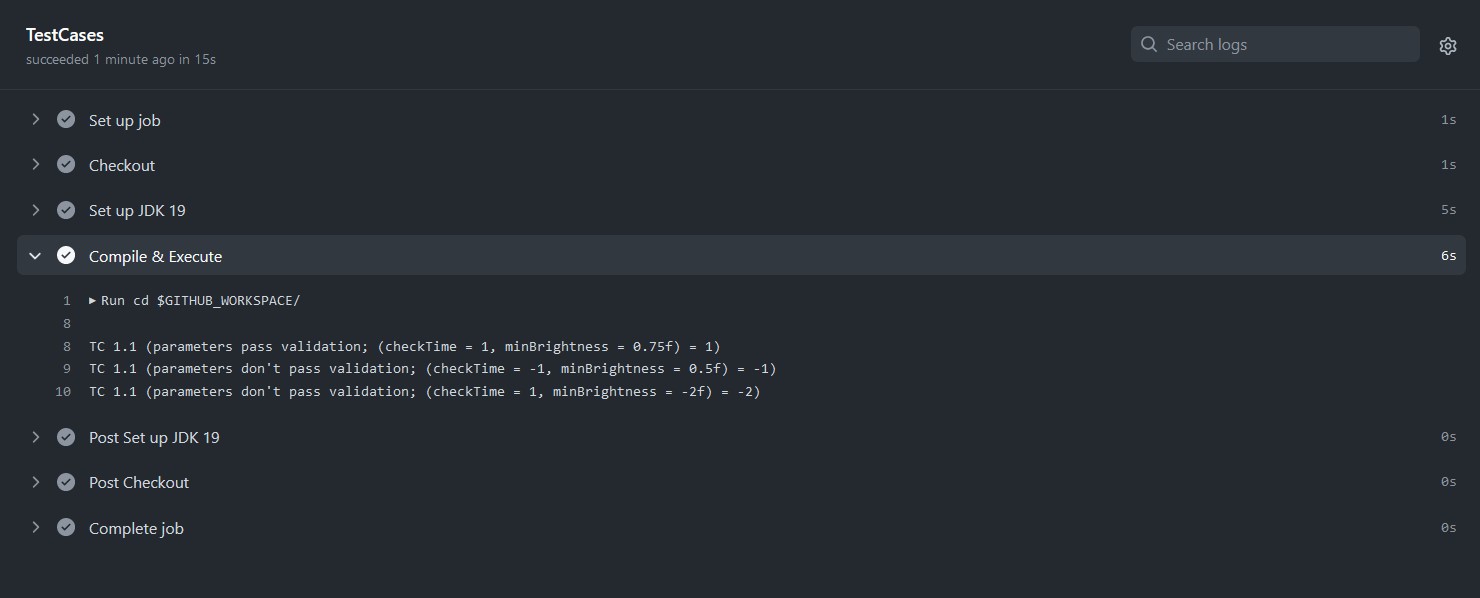 TestCases
succeeded 1 minute ago in 15s
Search logs
Set up job 1s
Checkout 1s
Set up JDK 19 5s
Compile & Execute 6s
1 ▶ Run cd $GITHUB_WORKSPACE/
8
8 TC 1.1 (parameters pass validation; (checkTime = 1, minBrightness = 0.75f) = 1)
9 TC 1.1 (parameters don't pass validation; (checkTime = -1, minBrightness = 0.5f) = -1)
10 TC 1.1 (parameters don't pass validation; (checkTime = 1, minBrightness = -2f) = -2)
Post Set up JDK 19 0s
Post Checkout 0s
Complete job 0s